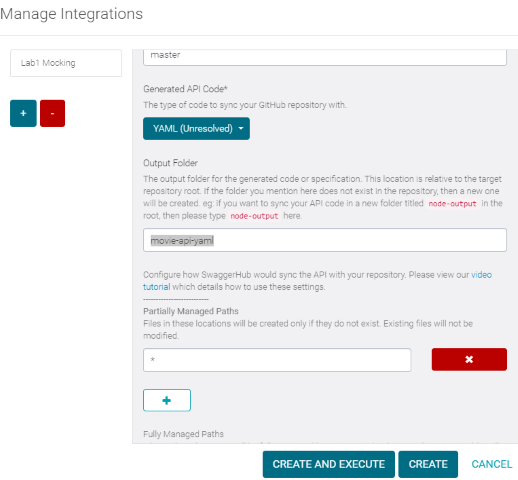 Manage Integrations
Lab1 Mocking
+
-
master
Generated API Code*
The type of code to sync your GitHub repository with.
YAML (Unresolved)
Output Folder
The output folder for the generated code or specification. This location is relative to the target
repository root. If the folder you mention here does not exist in the repository, then a new one
will be created. eg: if you want to sync your API code in a new folder titled node-output in the
root, then please type node-output here.
movie-api-yaml
Configure how SwaggerHub would sync the API with your repository. Please view our video
tutorial which details how to use these settings.
------------------------
Partially Managed Paths
Files in these locations will be created only if they do not exist. Existing files will not be
modified.
*
+
Fully Managed Paths
CREATE AND EXECUTE
CREATE
CANCEL